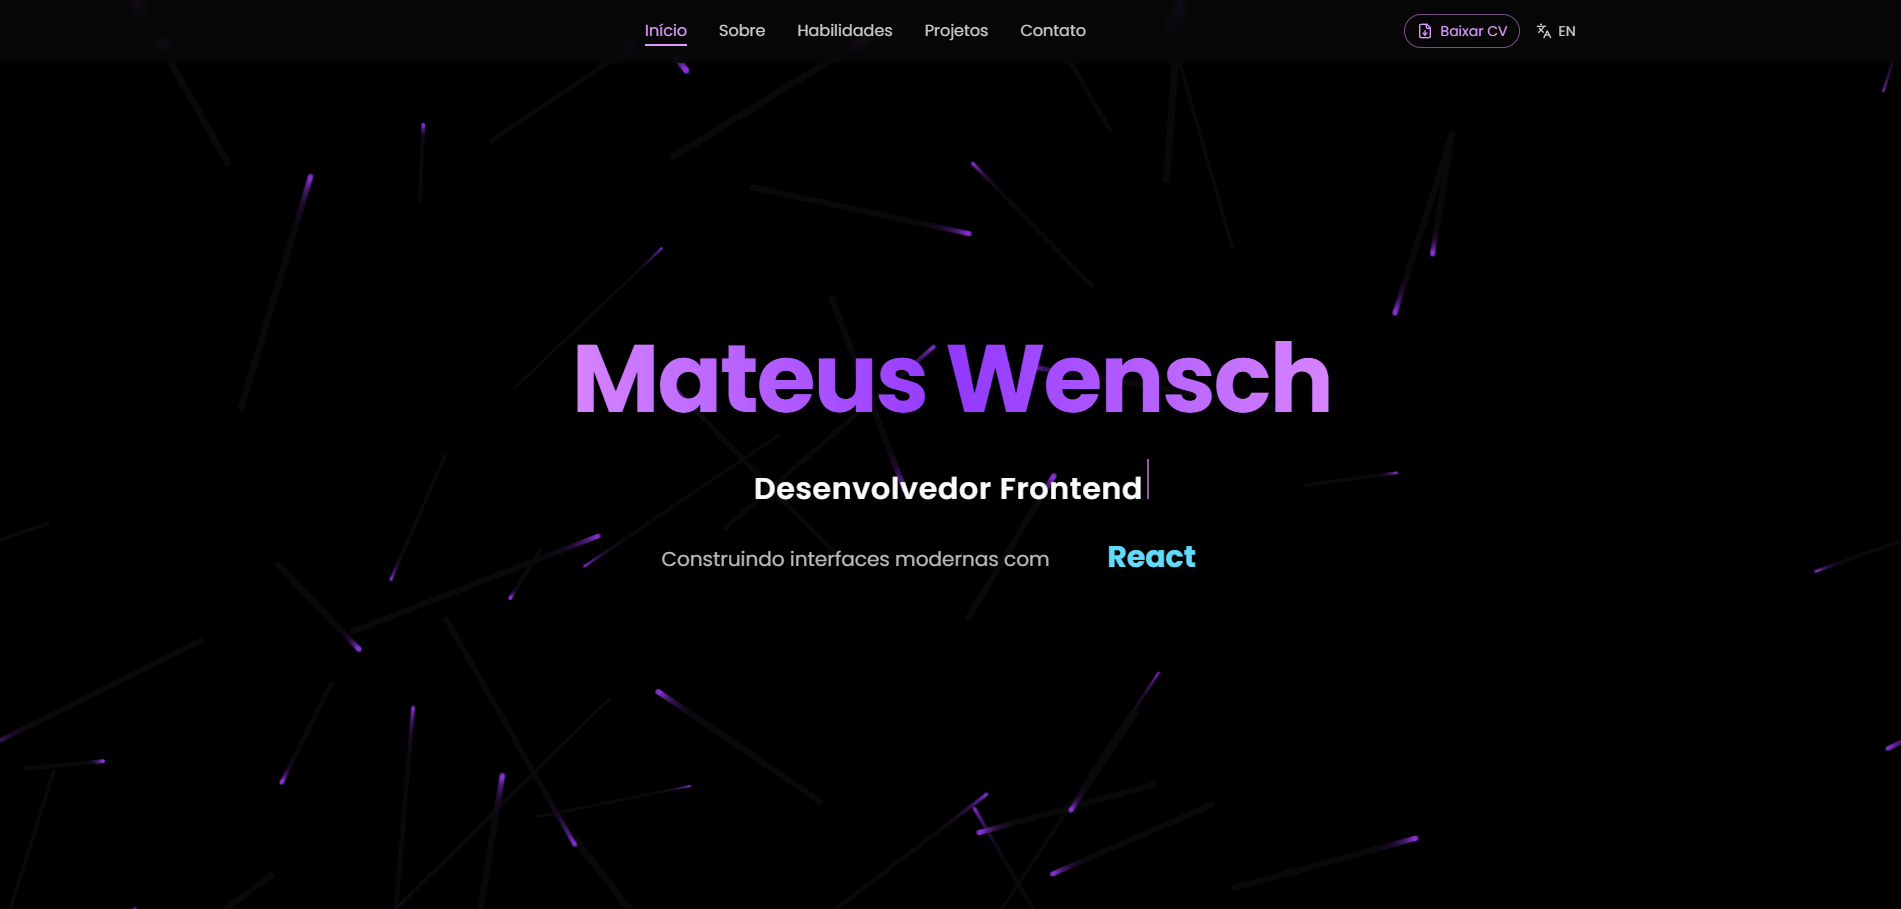 Início Sobre Habilidades Projetos Contato Baixar CV EN
Mateus Wensch
Desenvolvedor Frontend
Construindo interfaces modernas com React